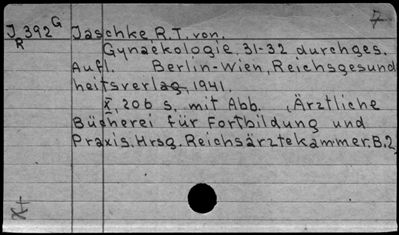 7
J 392 G Jaschke, R.T. von.
R Gynaekologie. 31-32 durchges.
Aufl. Berlin-Wien, Reichsgesund
heitsverlag, 1941.
X, 206 s. mit Abb. (Ärztliche
Bücherei für Fortbildung und
Praxis. Hrsg. Reichsärztekammer. B. 2)